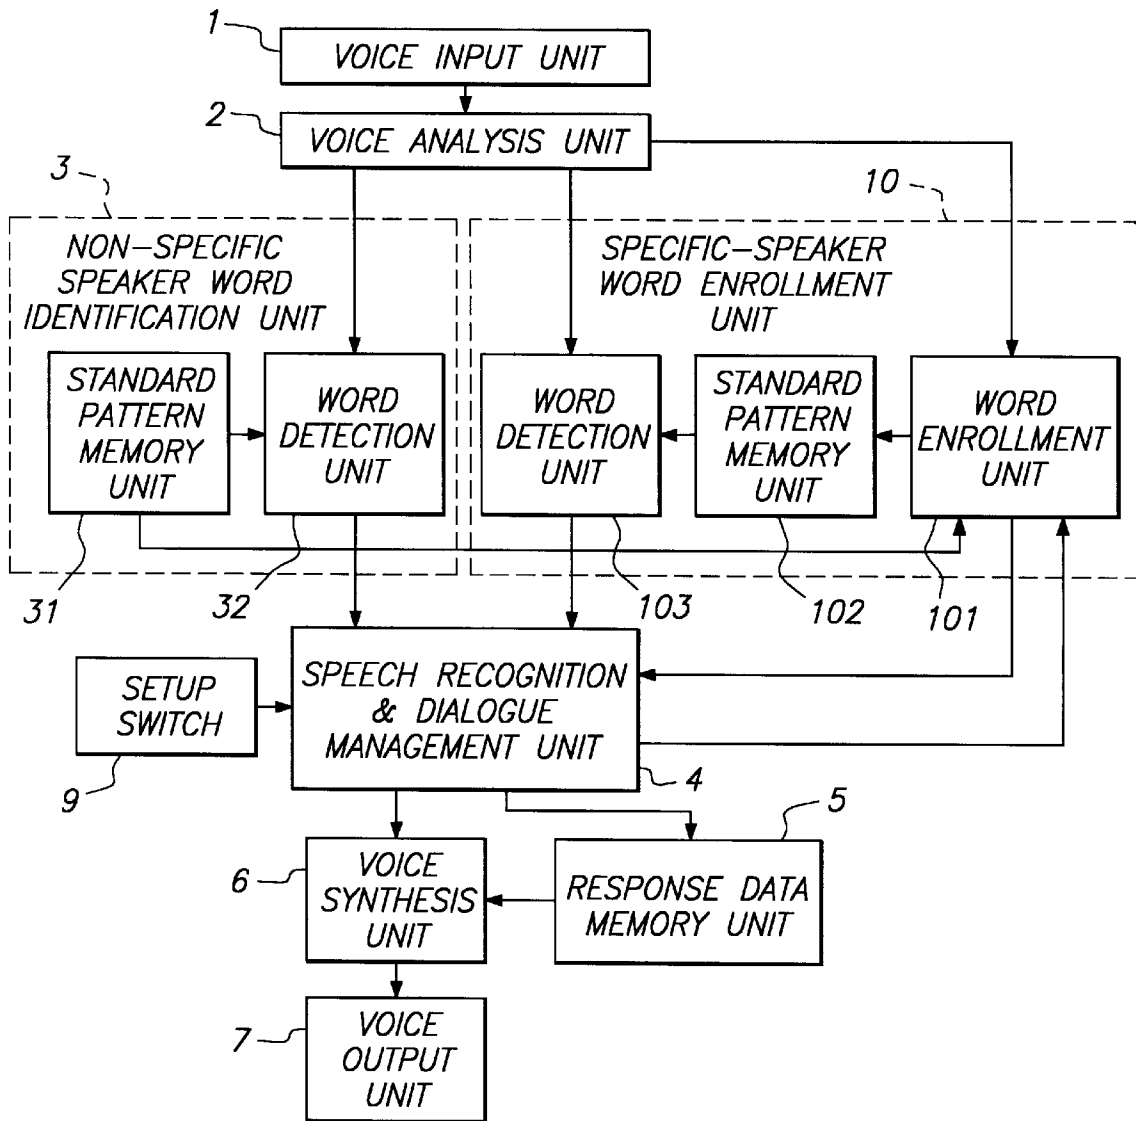 1
VOICE INPUT UNIT
2
VOICE ANALYSIS UNIT
3
10
NON-SPECIFIC
SPEAKER WORD
IDENTIFICATION UNIT
SPECIFIC-SPEAKER
WORD ENROLLMENT
UNIT
STANDARD
PATTERN
MEMORY
UNIT
WORD
DETECTION
UNIT
WORD
DETECTION
UNIT
STANDARD
PATTERN
MEMORY
UNIT
WORD
ENROLLMENT
UNIT
31
32
103
102
101
SETUP
SWITCH
SPEECH RECOGNITION
& DIALOGUE
MANAGEMENT UNIT
9
4
5
6
VOICE
SYNTHESIS
UNIT
RESPONSE DATA
MEMORY UNIT
7
VOICE
OUTPUT
UNIT